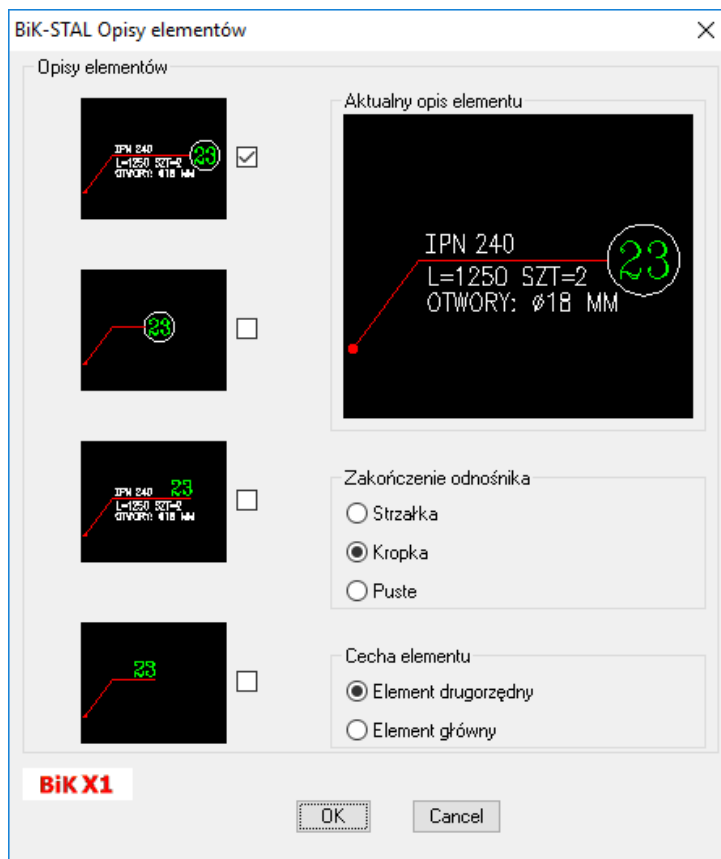 BiK-STAL Opisy elementów
Opisy elementów
IPN 240
23
L=1250 SZT=2
OTWORY: ø18 MM
23
IPN 240
23
L=1250 SZT=2
OTWORY: ø18 MM
23
Aktualny opis elementu
IPN 240
23
L=1250 SZT=2
OTWORY: ø18 MM
Zakończenie odnośnika
Strzałka
Kropka
Puste
Cecha elementu
Element drugorzędny
Element główny
BiK X1
OK
Cancel